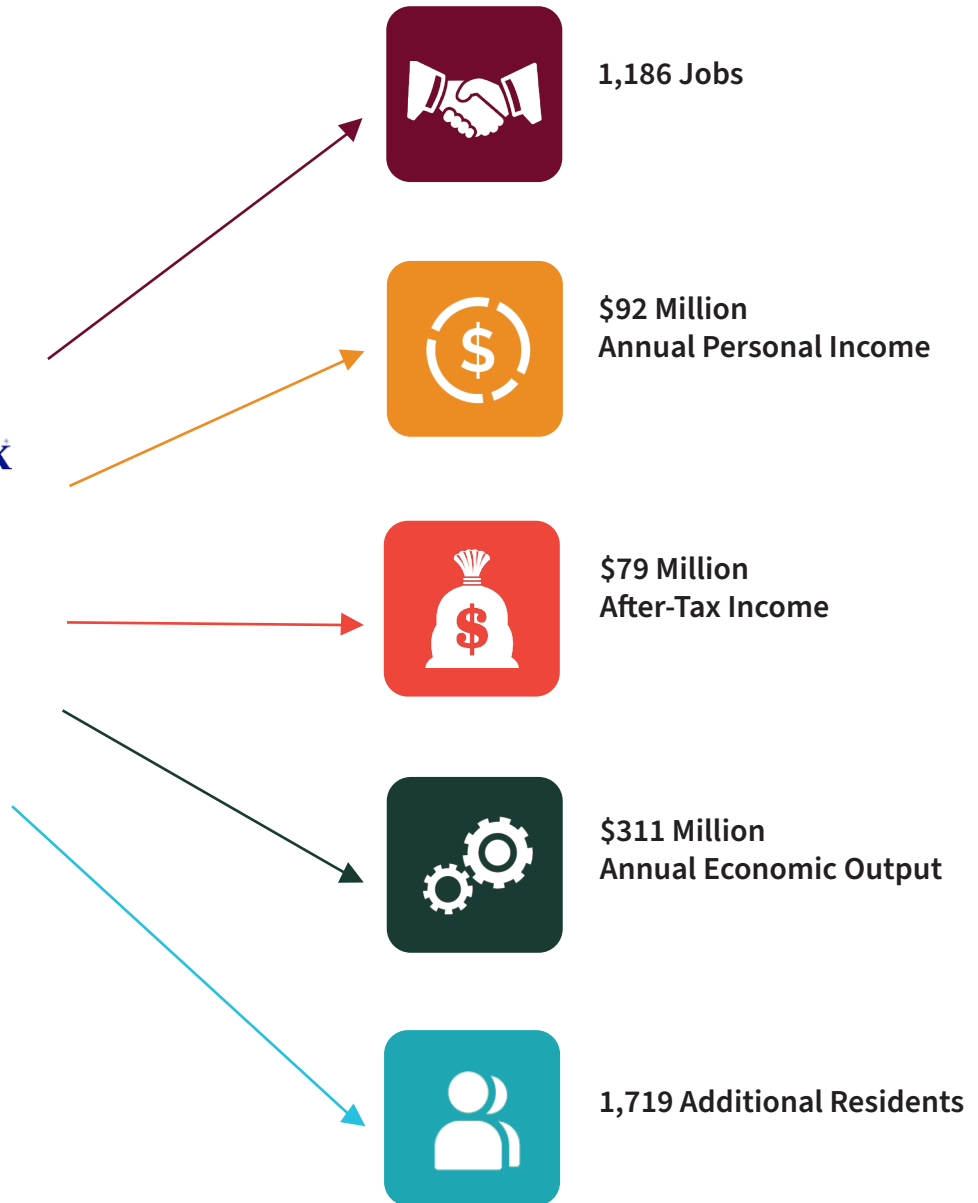 1,186 Jobs
$92 Million
Annual Personal Income
$79 Million
After-Tax Income
$311 Million
Annual Economic Output
1,719 Additional Residents